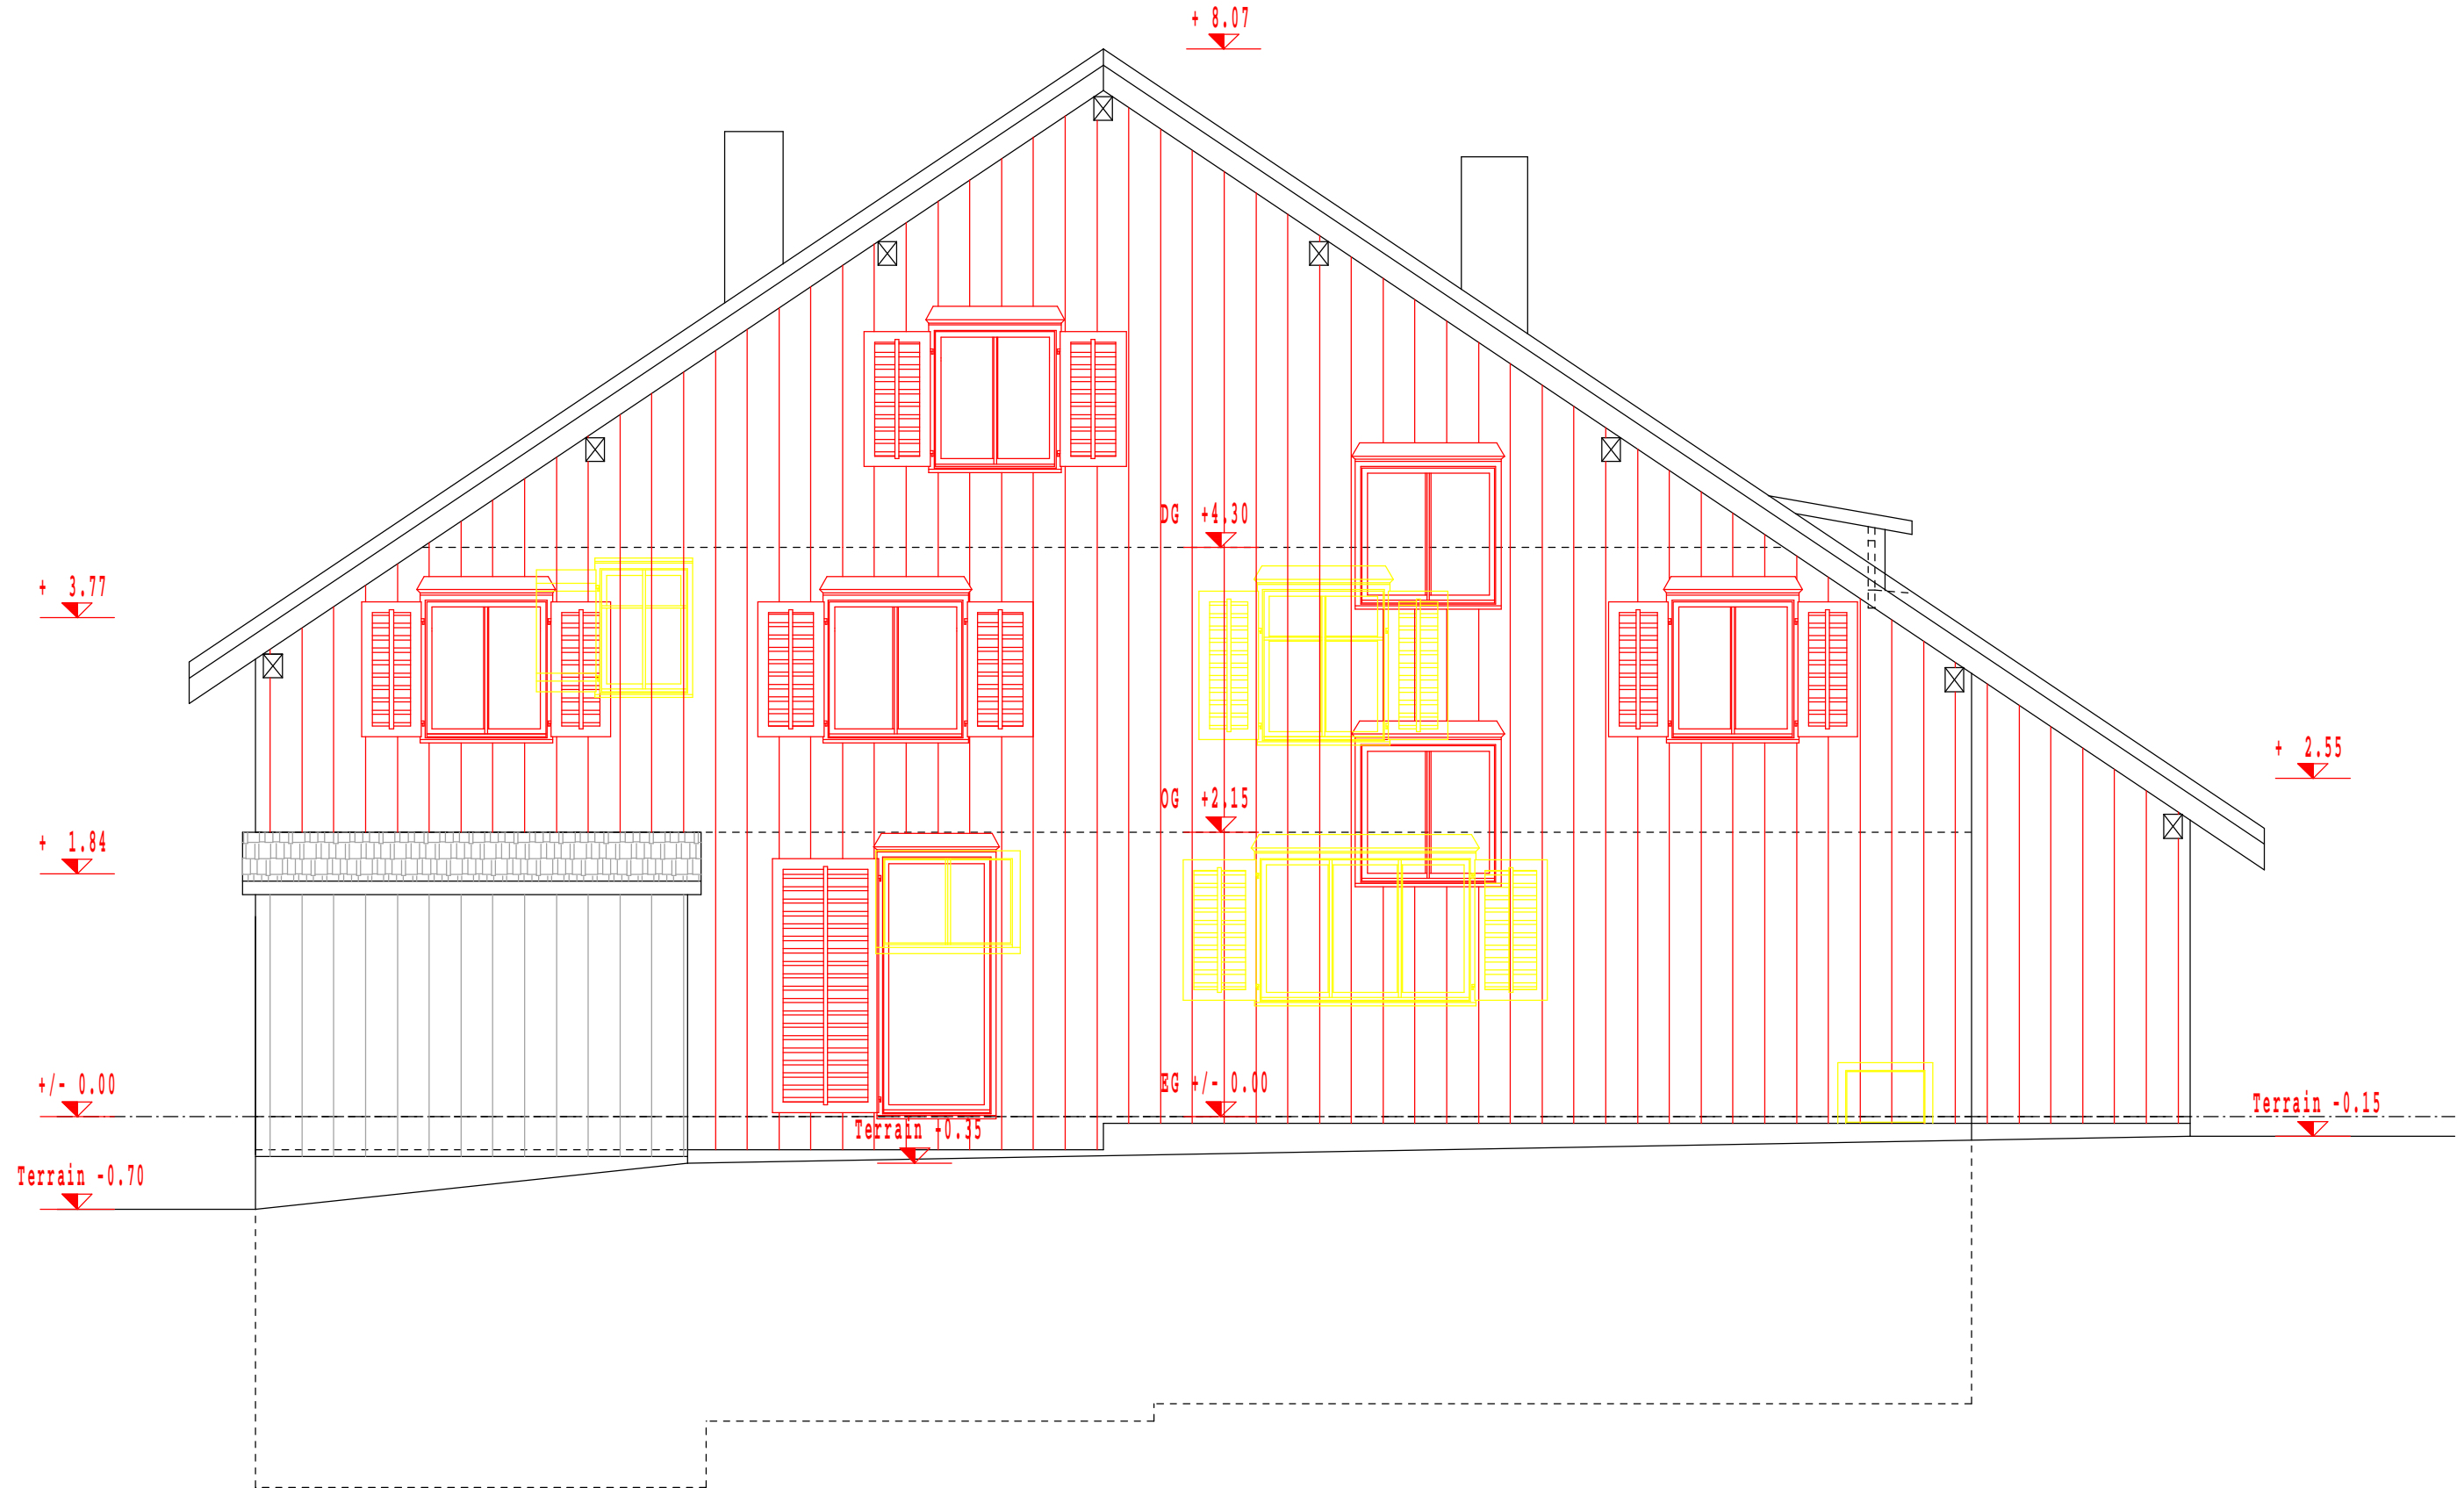 + 8.07
DG +4.30
+ 3.77
+ 2.55
OG +2.15
+ 1.84
+/- 0.00
EG +/- 0.00
Terrain -0.15
Terrain -0.35
Terrain -0.70